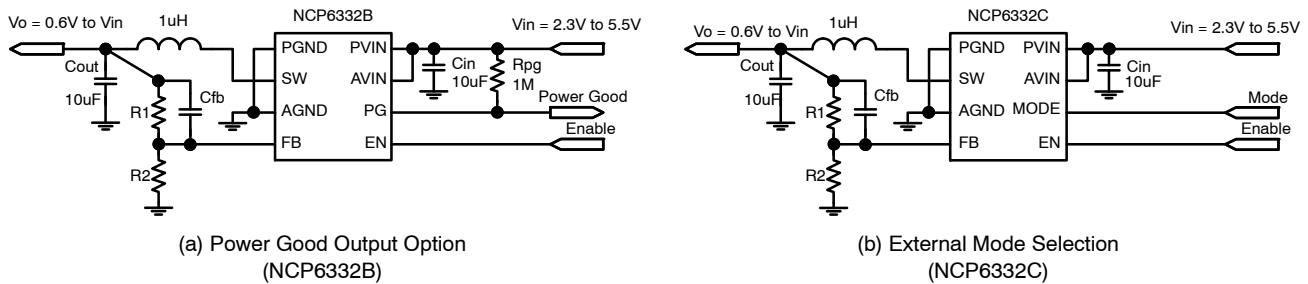 NCP6332B
Vo = 0.6V to Vin
1uH
Vin = 2.3V to 5.5V
PGND
PVIN
Cout
SW
AVIN
Cin
10uF
Rpg
1M
10uF
Cfb
R1
AGND
PG
Power Good
FB
EN
Enable
R2
(a) Power Good Output Option
(NCP6332B)
NCP6332C
Vo = 0.6V to Vin
1uH
Vin = 2.3V to 5.5V
PGND
PVIN
Cout
SW
AVIN
Cin
10uF
10uF
Cfb
R1
AGND
MODE
Mode
FB
EN
Enable
R2
(b) External Mode Selection
(NCP6332C)